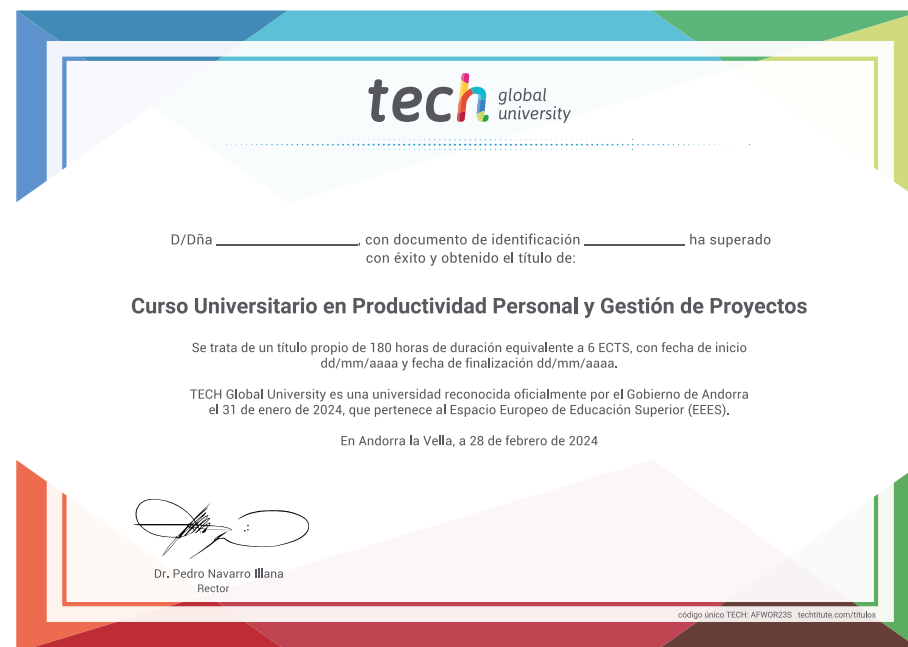 tech global university
D/Dña ____________________, con documento de identificación ______________ ha superado
con éxito y obtenido el título de:
Curso Universitario en Productividad Personal y Gestión de Proyectos
Se trata de un título propio de 180 horas de duración equivalente a 6 ECTS, con fecha de inicio
dd/mm/aaaa y fecha de finalización dd/mm/aaaa.
TECH Global University es una universidad reconocida oficialmente por el Gobierno de Andorra
el 31 de enero de 2024, que pertenece al Espacio Europeo de Educación Superior (EEES).
En Andorra la Vella, a 28 de febrero de 2024
Dr. Pedro Navarro Illana
Rector
código único TECH: AFWOR23S techtitute.com/titulos